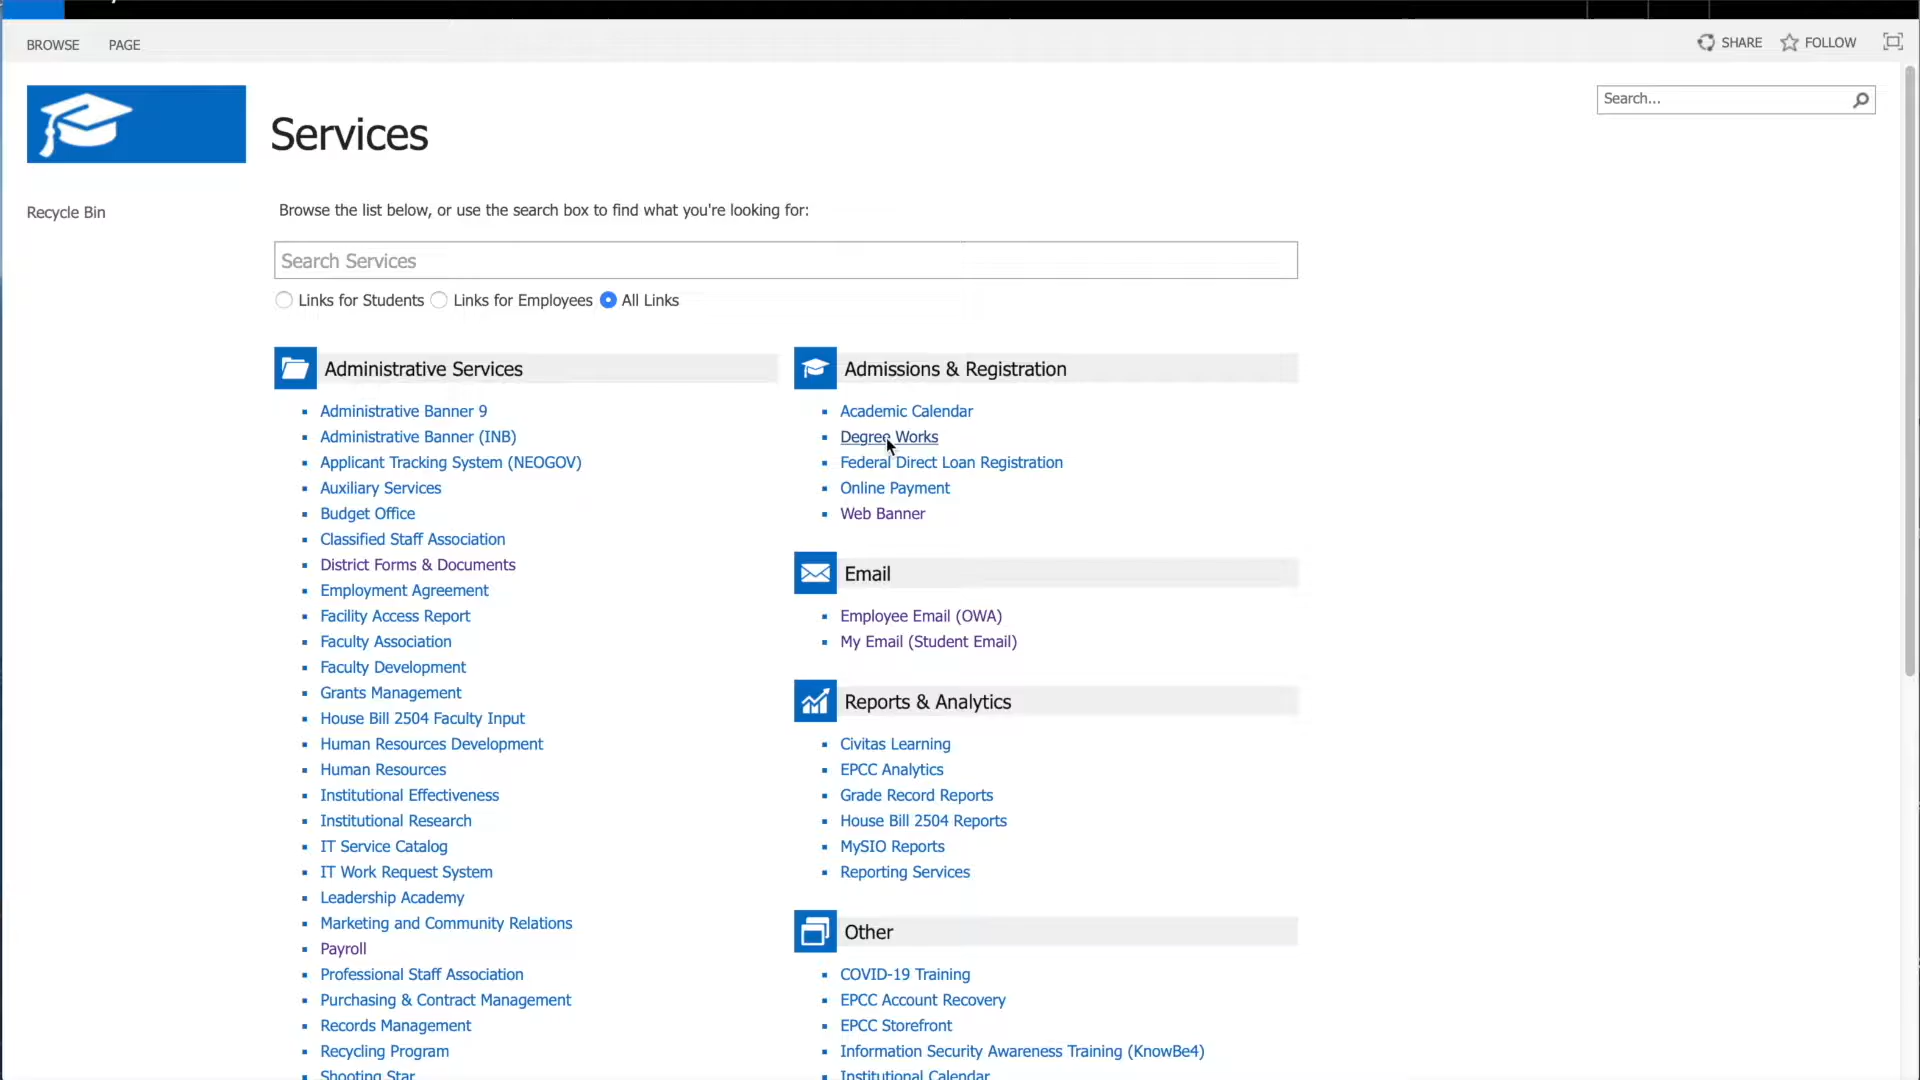 BROWSE PAGE
SHARE FOLLOW
Search...
Services
Recycle Bin
Browse the list below, or use the search box to find what you're looking for:
Search Services
Links for Students Links for Employees All Links
Administrative Services
Administrative Banner 9
Administrative Banner (INB)
Applicant Tracking System (NEOGOV)
Auxiliary Services
Budget Office
Classified Staff Association
District Forms & Documents
Employment Agreement
Facility Access Report
Faculty Association
Faculty Development
Grants Management
House Bill 2504 Faculty Input
Human Resources Development
Human Resources
Institutional Effectiveness
Institutional Research
IT Service Catalog
IT Work Request System
Leadership Academy
Marketing and Community Relations
Payroll
Professional Staff Association
Purchasing & Contract Management
Records Management
Recycling Program
Shooting Star
Admissions & Registration
Academic Calendar
Degree Works
Federal Direct Loan Registration
Online Payment
Web Banner
Email
Employee Email (OWA)
My Email (Student Email)
Reports & Analytics
Civitas Learning
EPCC Analytics
Grade Record Reports
House Bill 2504 Reports
MySIO Reports
Reporting Services
Other
COVID-19 Training
EPCC Account Recovery
EPCC Storefront
Information Security Awareness Training (KnowBe4)
Institutional Calendar